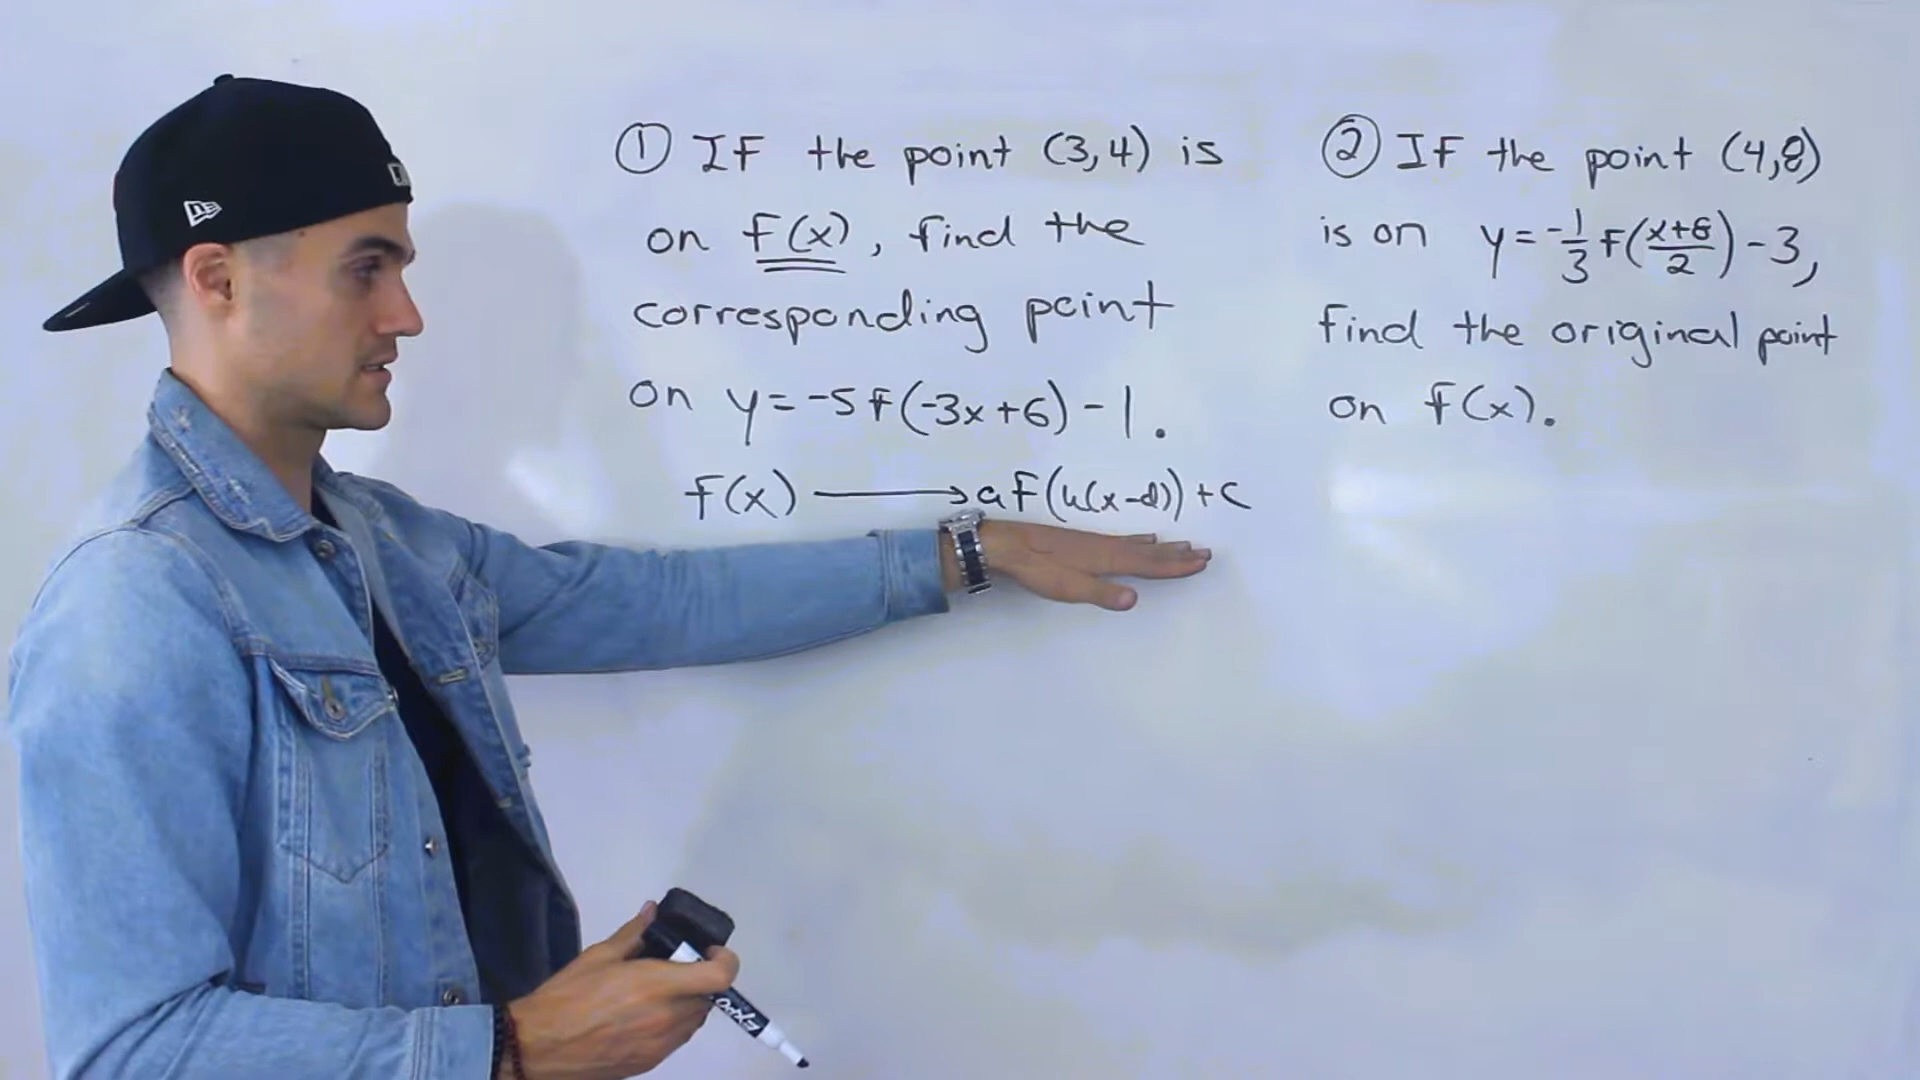 ① IF the point (3,4) is
on f(x), find the
corresponding point
on y = -5f(-3x+6) - 1.
f(x) → af(k(x-d)) + c
② IF the point (4,8)
is on y = -1/3 f((x+6)/2) - 3,
find the original point
on f(x).
EXPO